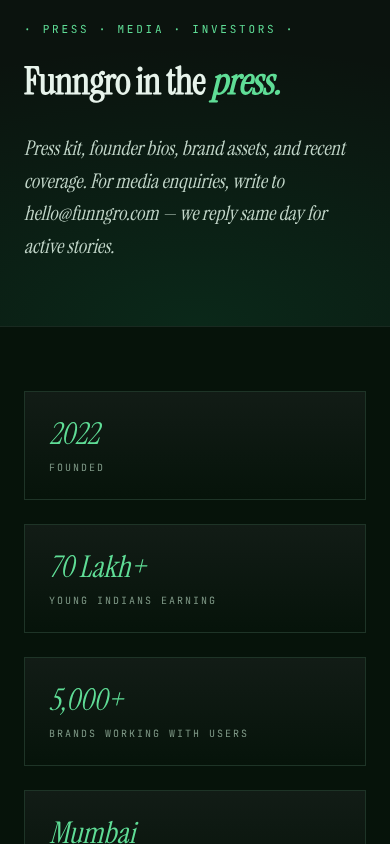 · PRESS · MEDIA · INVESTORS ·
Funngro in the press.
Press kit, founder bios, brand assets, and recent
coverage. For media enquiries, write to
hello@funngro.com — we reply same day for
active stories.
2022
FOUNDED
70 Lakh+
YOUNG INDIANS EARNING
5,000+
BRANDS WORKING WITH USERS
Mumbai